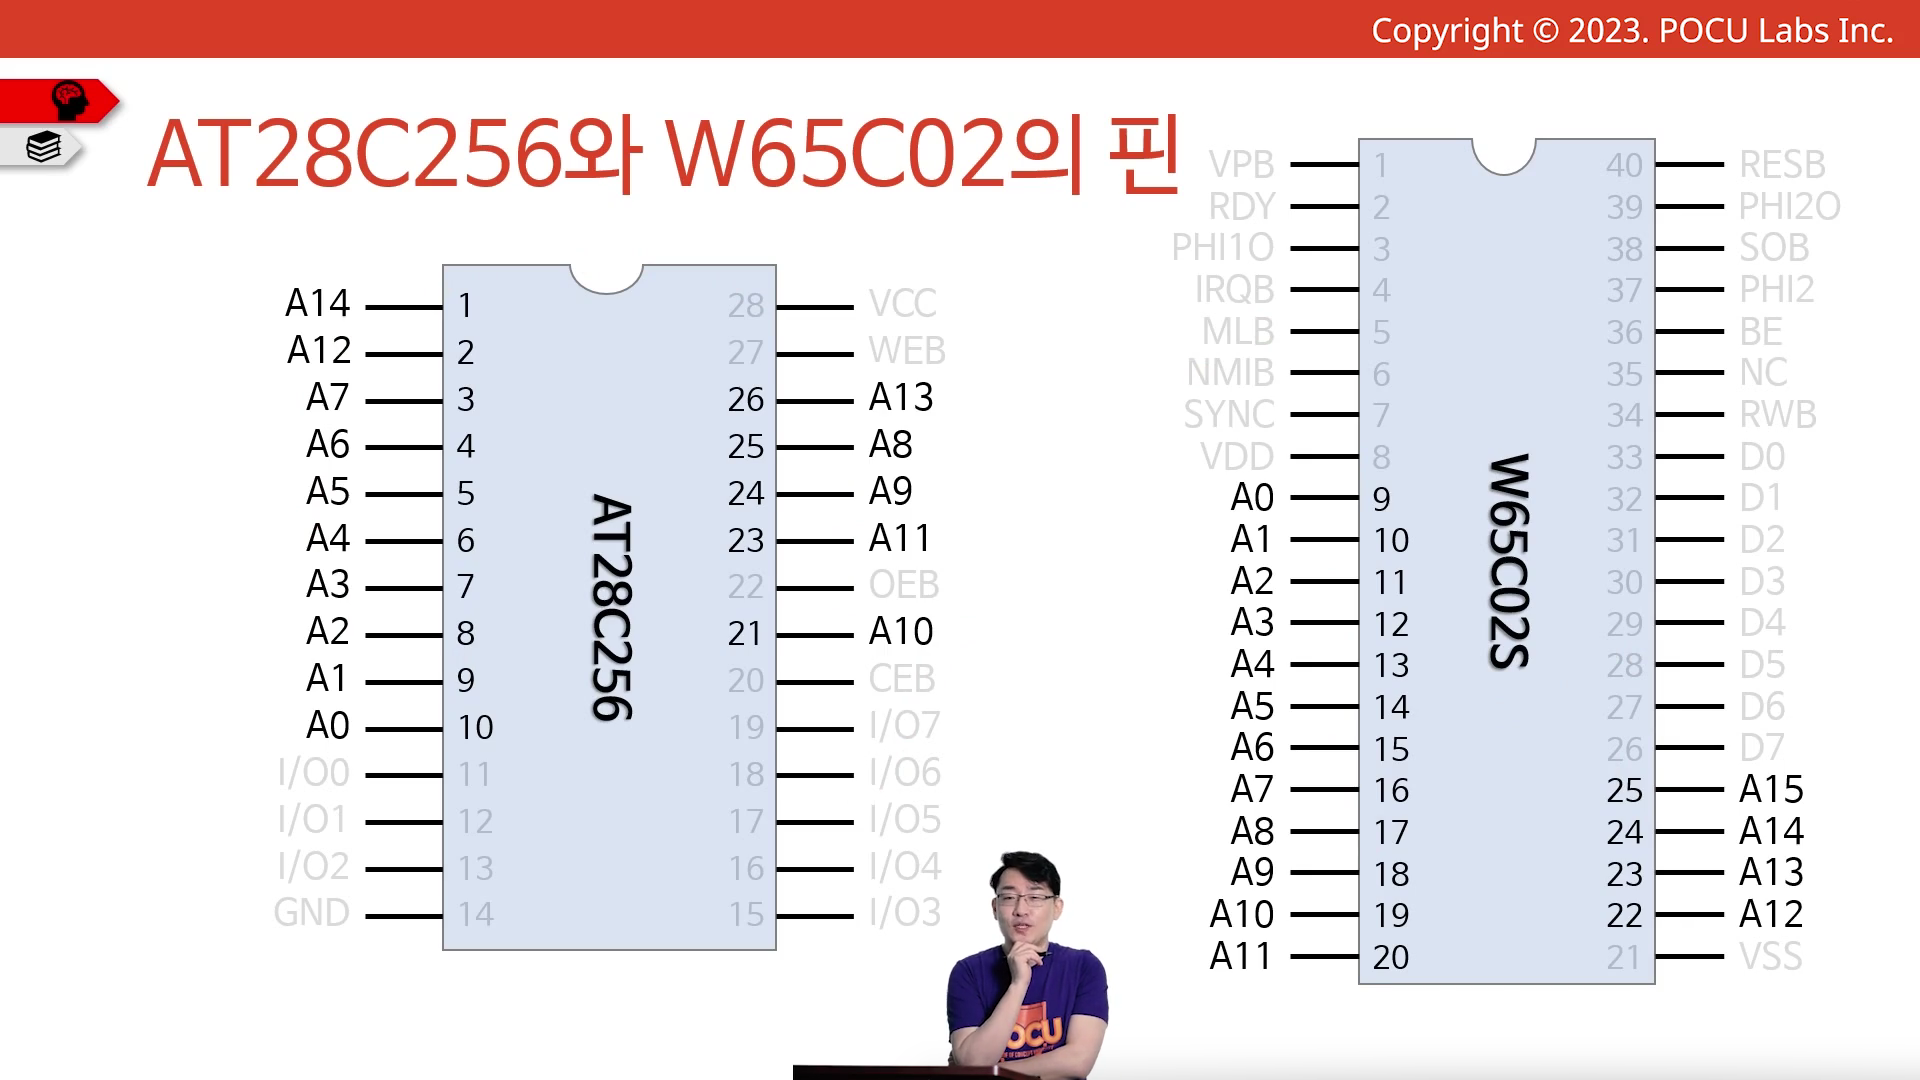 Copyright © 2023. POCU Labs Inc.
AT28C256와 W65C02의 핀
A14 1 28 VCC
A12 2 27 WEB
A7 3 26 A13
A6 4 25 A8
A5 5 24 A9
A4 6 23 A11
A3 7 22 OEB
A2 8 21 A10
A1 9 20 CEB
A0 10 19 I/O7
I/O0 11 18 I/O6
I/O1 12 17 I/O5
I/O2 13 16 I/O4
GND 14 15 I/O3
AT28C256
VPB 1 40 RESB
RDY 2 39 PHI2O
PHI1O 3 38 SOB
IRQB 4 37 PHI2
MLB 5 36 BE
NMIB 6 35 NC
SYNC 7 34 RWB
VDD 8 33 D0
A0 9 32 D1
A1 10 31 D2
A2 11 30 D3
A3 12 29 D4
A4 13 28 D5
A5 14 27 D6
A6 15 26 D7
A7 16 25 A15
A8 17 24 A14
A9 18 23 A13
A10 19 22 A12
A11 20 21 VSS
W65C02S
POCU